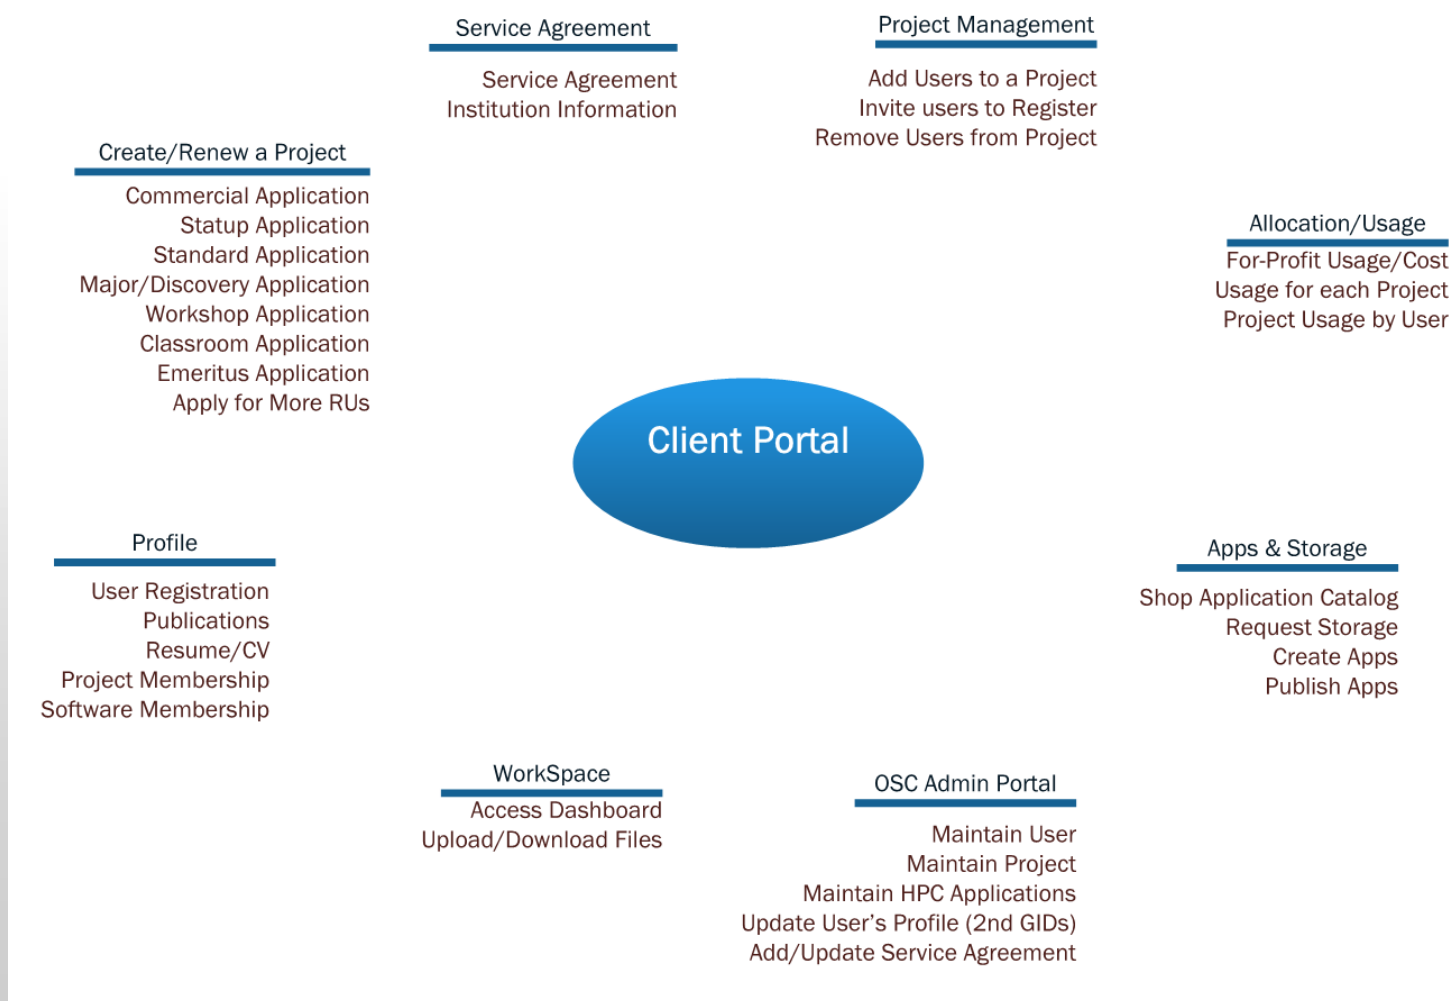 Service Agreement
Service Agreement
Institution Information
Project Management
Add Users to a Project
Invite users to Register
Remove Users from Project
Create/Renew a Project
Commercial Application
Statup Application
Standard Application
Major/Discovery Application
Workshop Application
Classroom Application
Emeritus Application
Apply for More RUs
Allocation/Usage
For-Profit Usage/Cost
Usage for each Project
Project Usage by User
Client Portal
Profile
User Registration
Publications
Resume/CV
Project Membership
Software Membership
Apps & Storage
Shop Application Catalog
Request Storage
Create Apps
Publish Apps
WorkSpace
Access Dashboard
Upload/Download Files
OSC Admin Portal
Maintain User
Maintain Project
Maintain HPC Applications
Update User’s Profile (2nd GIDs)
Add/Update Service Agreement